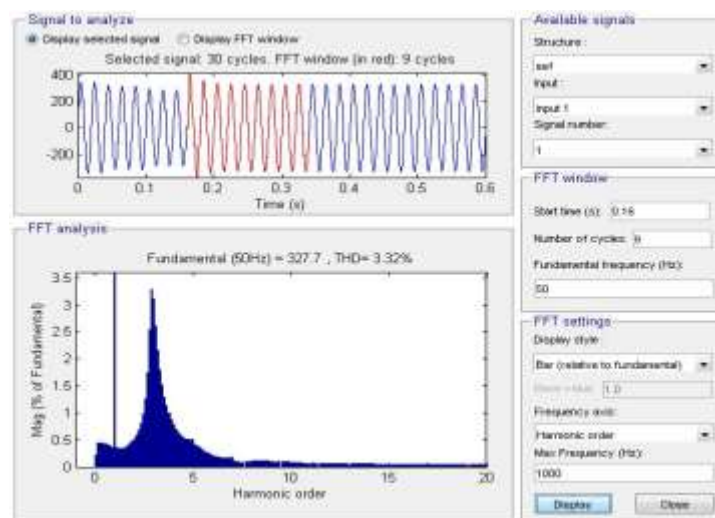 Signal to analyze
Display selected signal Display FFT window
Selected signal: 30 cycles. FFT window (in red): 9 cycles
400
200
0
-200
0 0.1 0.2 0.3 0.4 0.5 0.6
Time (s)
FFT analysis
Fundamental (50Hz) = 327.7 , THD= 3.32%
3.5
3
2.5
2
1.5
1
0.5
0
Mag (% of Fundamental)
0 5 10 15 20
Harmonic order
Available signals
Structure :
Input :
input 1
Signal number:
1
FFT window
Start time (s): 0.16
Number of cycles: 9
Fundamental frequency (Hz):
50
FFT settings
Display style :
Bar (relative to fundamental)
1.0
Frequency axis:
Harmonic order
Max Frequency (Hz):
1000
Display Close